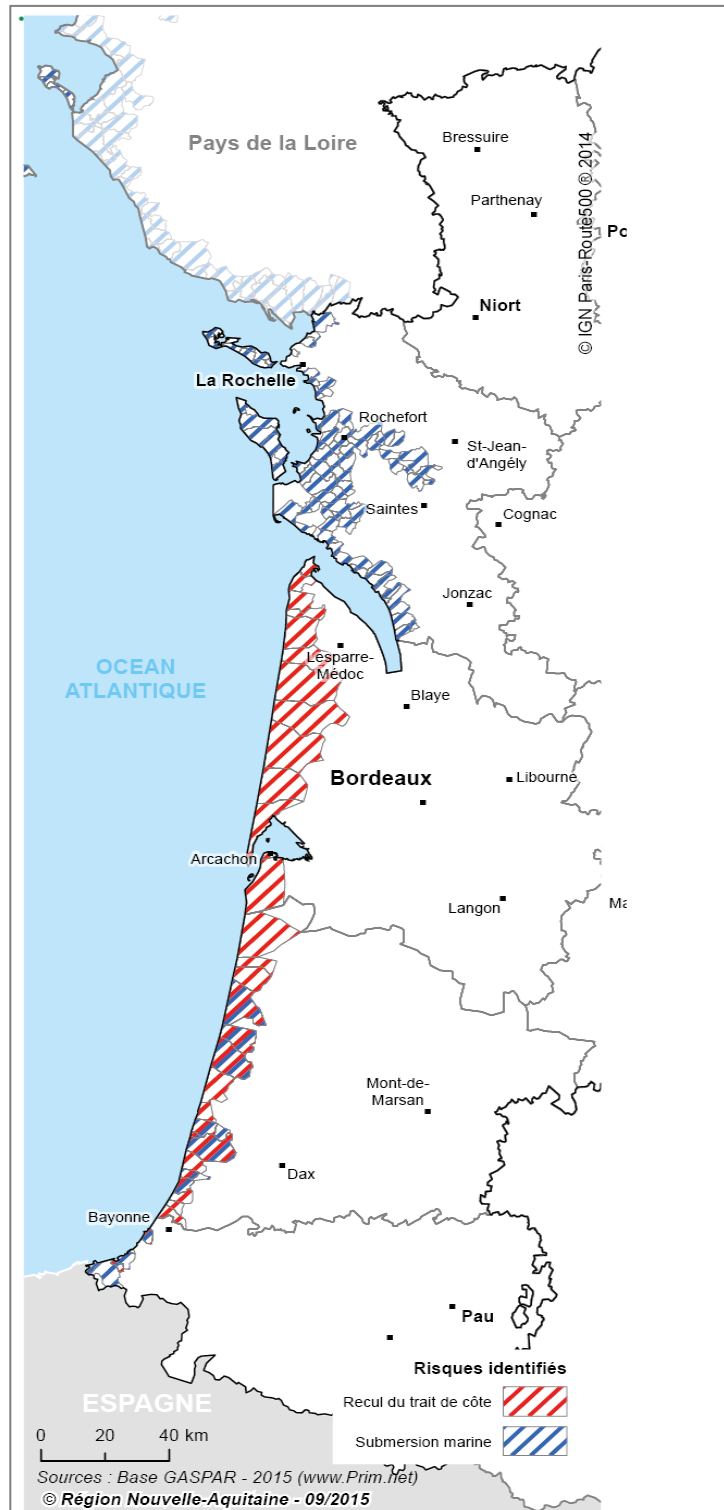 Pays de la Loire
Bressuire
Parthenay
© IGN Paris-Route500 ® 2014
Niort
La Rochelle
Rochefort
St-Jean-
d'Angély
Saintes
Cognac
Jonzac
OCEAN
ATLANTIQUE
Lesparre-
Médoc
Blaye
Bordeaux
Libourne
Arcachon
Langon
Mont-de-
Marsan
Dax
Bayonne
Pau
Risques identifiés
Recul du trait de côte
Submersion marine
ESPAGNE
0 20 40 km
Sources : Base GASPAR - 2015 (www.Prim.net)
© Région Nouvelle-Aquitaine - 09/2015